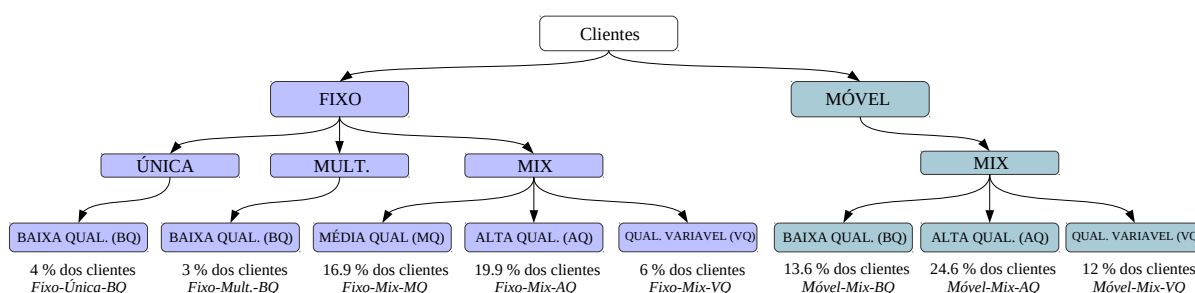 Clientes
FIXO
MÓVEL
ÚNICA
MULT.
MIX
MIX
BAIXA QUAL. (BQ)
BAIXA QUAL. (BQ)
MÉDIA QUAL (MQ)
ALTA QUAL. (AQ)
QUAL. VARIAVEL (VQ)
BAIXA QUAL. (BQ)
ALTA QUAL. (AQ)
QUAL. VARIAVEL (VQ
4 % dos clientes
Fixo-Única-BQ
3 % dos clientes
Fixo-Mult.-BQ
16.9 % dos clientes
Fixo-Mix-MQ
19.9 % dos clientes
Fixo-Mix-AQ
6 % dos clientes
Fixo-Mix-VQ
13.6 % dos clientes
Móvel-Mix-BQ
24.6 % dos clientes
Móvel-Mix-AQ
12 % dos clientes
Móvel-Mix-VQ